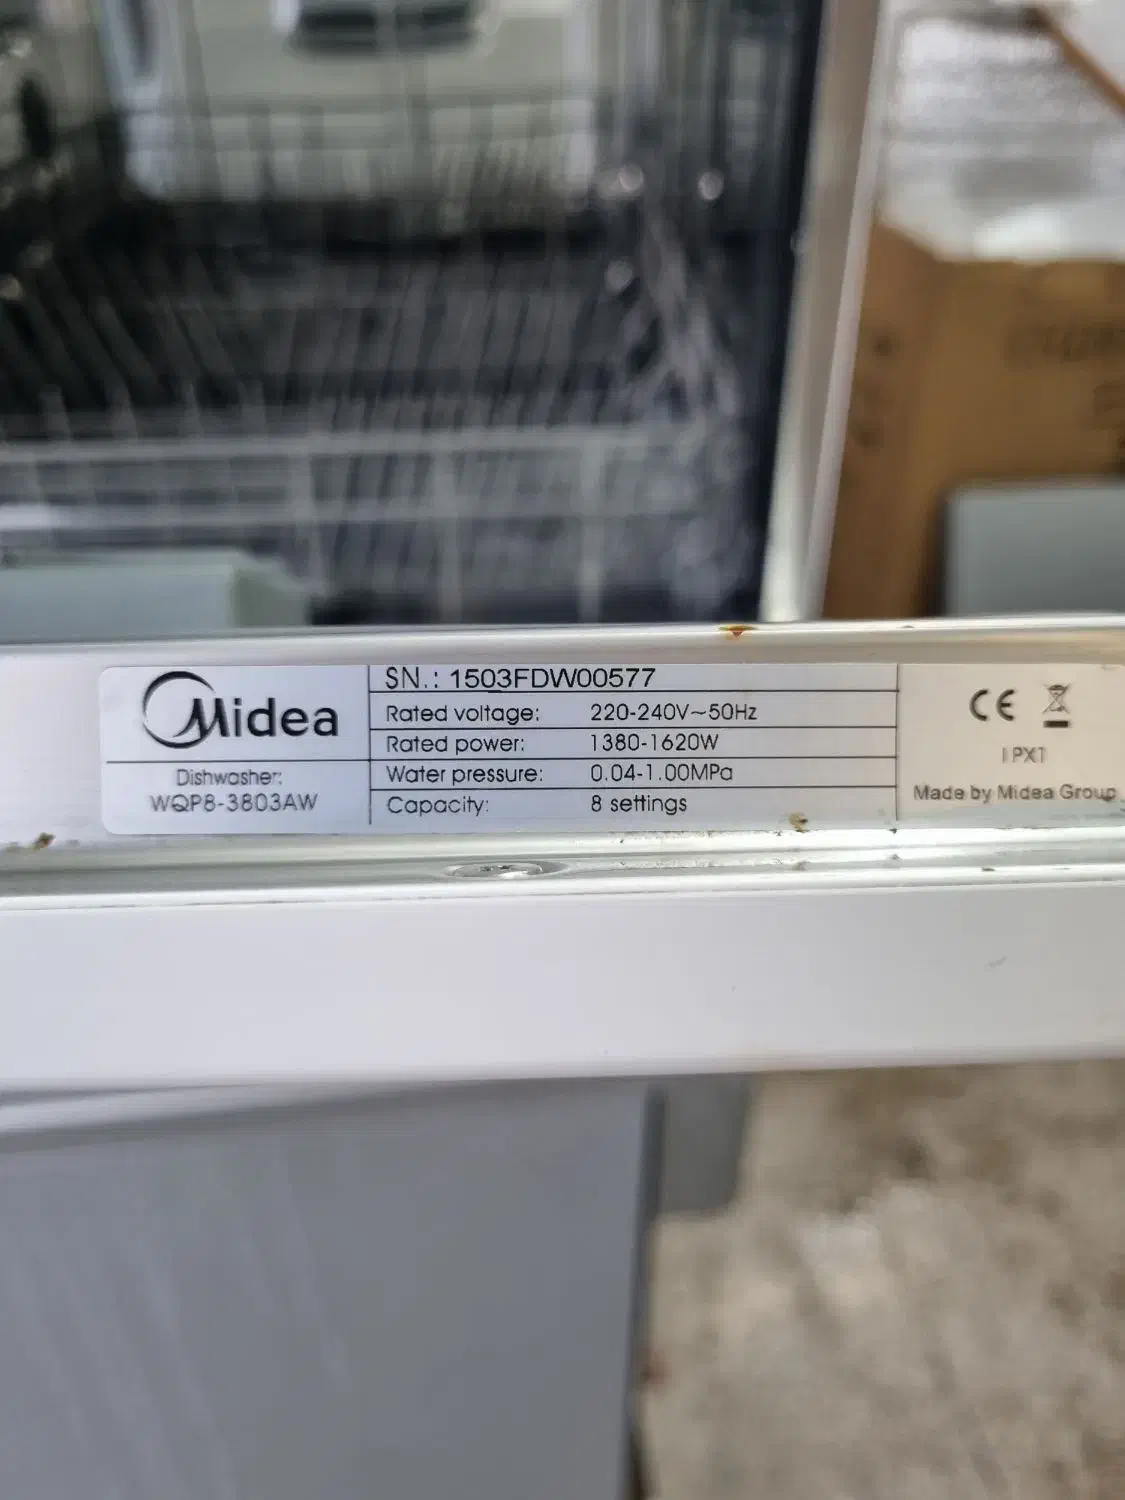 Midea
Dishwasher:
WQP8-3803AW
SN.: 1503FDW00577
Rated voltage: 220-240V~50Hz
Rated power: 1380-1620W
Water pressure: 0.04-1.00MPa
Capacity: 8 settings
CE
IPX1
Made by Midea Group